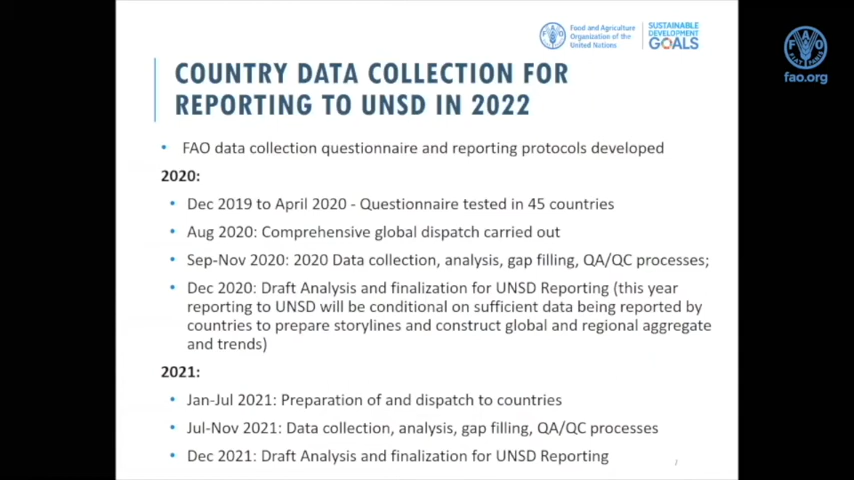 Food and Agriculture
Organization of the
United Nations
SUSTAINABLE
DEVELOPMENT
GOALS
FAO
FIAT PANIS
fao.org
COUNTRY DATA COLLECTION FOR
REPORTING TO UNSD IN 2022
• FAO data collection questionnaire and reporting protocols developed
2020:
• Dec 2019 to April 2020 - Questionnaire tested in 45 countries
• Aug 2020: Comprehensive global dispatch carried out
• Sep-Nov 2020: 2020 Data collection, analysis, gap filling, QA/QC processes;
• Dec 2020: Draft Analysis and finalization for UNSD Reporting (this year
reporting to UNSD will be conditional on sufficient data being reported by
countries to prepare storylines and construct global and regional aggregate
and trends)
2021:
• Jan-Jul 2021: Preparation of and dispatch to countries
• Jul-Nov 2021: Data collection, analysis, gap filling, QA/QC processes
• Dec 2021: Draft Analysis and finalization for UNSD Reporting